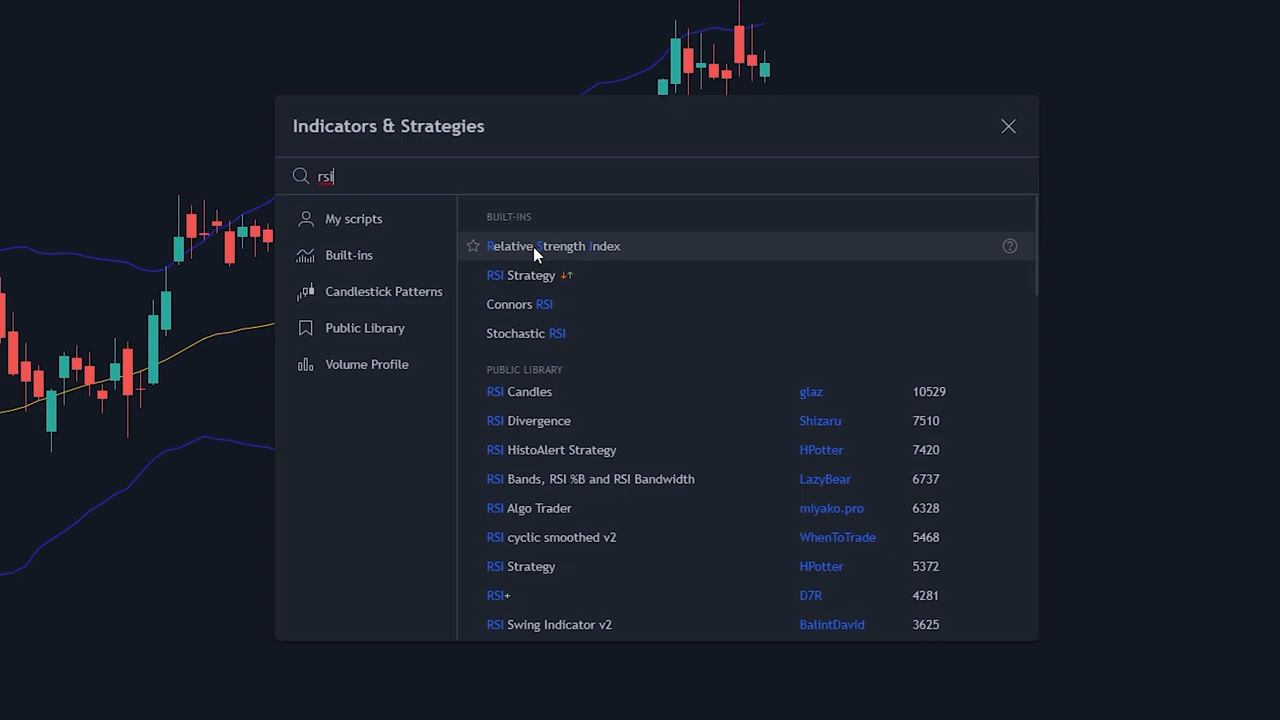 Indicators & Strategies
rsi
My scripts
Built-ins
Candlestick Patterns
Public Library
Volume Profile
BUILT-INS
Relative Strength Index
RSI Strategy
Connors RSI
Stochastic RSI
PUBLIC LIBRARY
RSI Candles glaz 10529
RSI Divergence Shizaru 7510
RSI HistoAlert Strategy HPotter 7420
RSI Bands, RSI %B and RSI Bandwidth LazyBear 6737
RSI Algo Trader miyako.pro 6328
RSI cyclic smoothed v2 WhenToTrade 5468
RSI Strategy HPotter 5372
RSI+ D7R 4281
RSI Swing Indicator v2 BalintDavid 3625